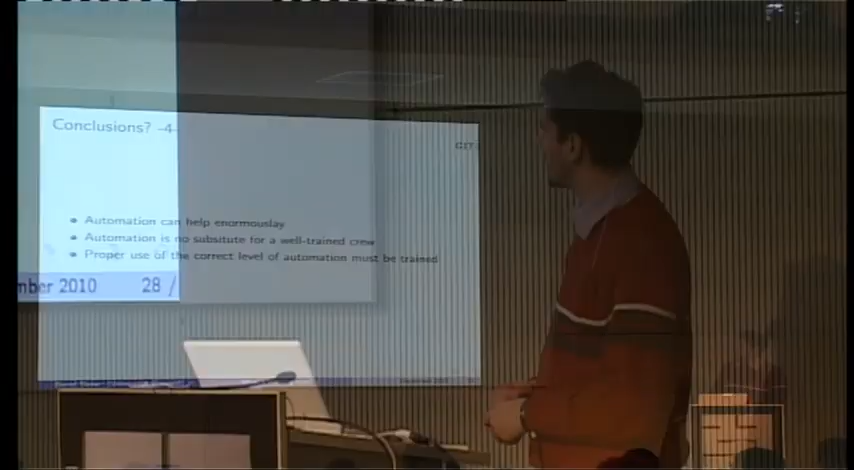 Conclusions? -4-
CIT
• Automation can help enormouslay
• Automation is no subsitute for a well-trained crew
• Proper use of the correct level of automation must be trained
mber 2010 28 /